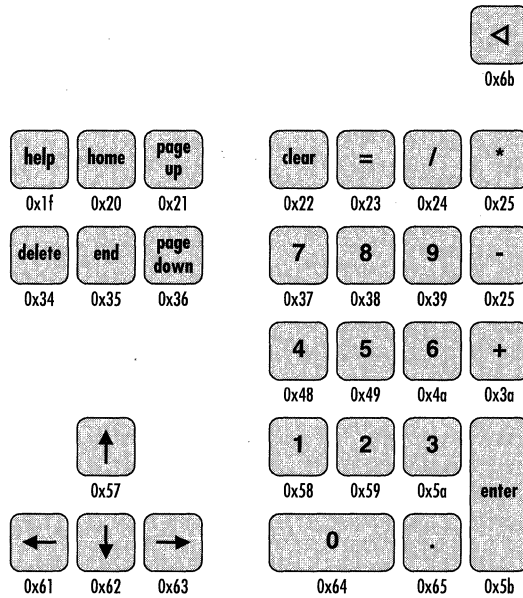 0x6b
help home page up clear = / *
0x1f 0x20 0x21 0x22 0x23 0x24 0x25
delete end page down 7 8 9 -
0x34 0x35 0x36 0x37 0x38 0x39 0x25
4 5 6 +
0x48 0x49 0x4a 0x3a
1 2 3 enter
0x57 0x58 0x59 0x5a
0 .
0x61 0x62 0x63 0x64 0x65 0x5b